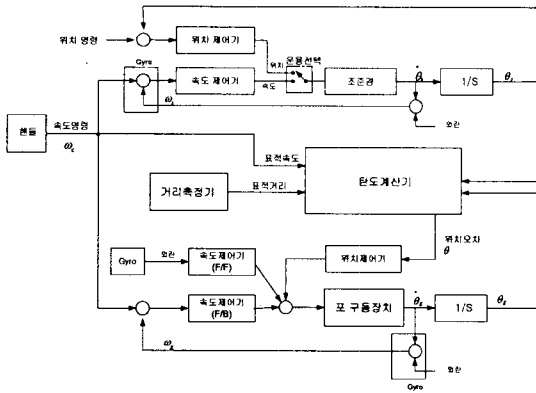 위치 명령
위치 제어기
Gyro
속도 제어기
운용선택
위치
속도
조준경
θ̇s
1/S
θs
ωs
외란
핸들
속도명령
ωc
표적속도
거리측정기
표적거리
탄도계산기
위치오차
θ
Gyro
외란
속도제어기
(F/F)
위치제어기
속도제어기
(F/B)
포 구동장치
θ̇g
1/S
θg
ωg
외란
Gyro